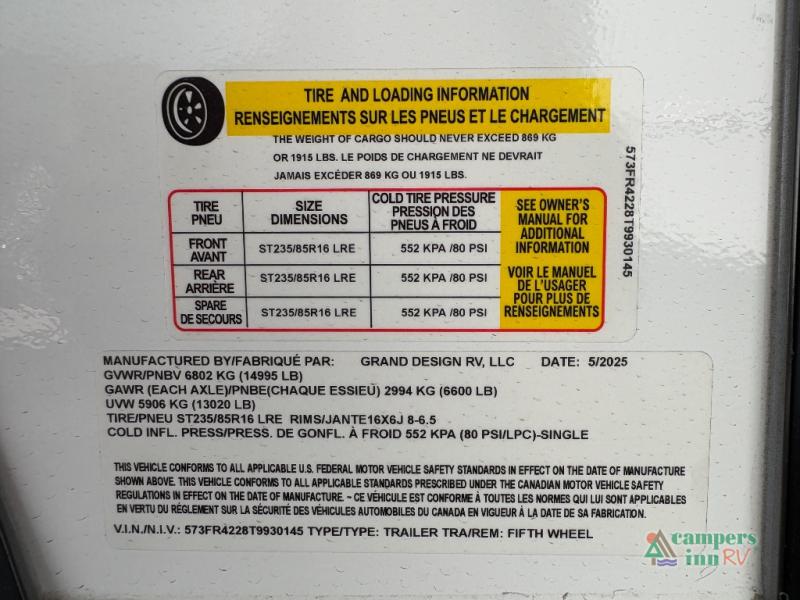 TIRE AND LOADING INFORMATION
RENSEIGNEMENTS SUR LES PNEUS ET LE CHARGEMENT
THE WEIGHT OF CARGO SHOULD NEVER EXCEED 869 KG
OR 1915 LBS. LE POIDS DE CHARGEMENT NE DEVRAIT
JAMAIS EXCÉDER 869 KG OU 1915 LBS.
573FR4228T9930145
TIRE
PNEU
SIZE
DIMENSIONS
COLD TIRE PRESSURE
PRESSION DES
PNEUS À FROID
FRONT
AVANT
ST235/85R16 LRE
552 KPA /80 PSI
REAR
ARRIÈRE
ST235/85R16 LRE
552 KPA /80 PSI
SPARE
DE SECOURS
ST235/85R16 LRE
552 KPA /80 PSI
SEE OWNER'S
MANUAL FOR
ADDITIONAL
INFORMATION
VOIR LE MANUEL
DE L'USAGER
POUR PLUS DE
RENSEIGNEMENTS
MANUFACTURED BY/FABRIQUÉ PAR: GRAND DESIGN RV, LLC DATE: 5/2025
GVWR/PNBV 6802 KG (14995 LB)
GAWR (EACH AXLE)/PNBE(CHAQUE ESSIEU) 2994 KG (6600 LB)
UVW 5906 KG (13020 LB)
TIRE/PNEU ST235/85R16 LRE RIMS/JANTE16X6J 8-6.5
COLD INFL. PRESS/PRESS. DE GONFL. À FROID 552 KPA (80 PSI/LPC)-SINGLE
THIS VEHICLE CONFORMS TO ALL APPLICABLE U.S. FEDERAL MOTOR VEHICLE SAFETY STANDARDS IN EFFECT ON THE DATE OF MANUFACTURE
SHOWN ABOVE. THIS VEHICLE CONFORMS TO ALL APPLICABLE STANDARDS PRESCRIBED UNDER THE CANADIAN MOTOR VEHICLE SAFETY
REGULATIONS IN EFFECT ON THE DATE OF MANUFACTURE. ~ CE VÉHICULE EST CONFORME À TOUTES LES NORMES QUI LUI SONT APPLICABLES
EN VERTU DU RÉGLEMENT SUR LA SÉCURITÉ DES VÉHICULES AUTOMOBILES DU CANADA EN VIGUEUR À LA DATE DE SA FABRICATION.
V.I.N./N.I.V.: 573FR4228T9930145 TYPE/TYPE: TRAILER TRA/REM: FIFTH WHEEL
campers
inn RV